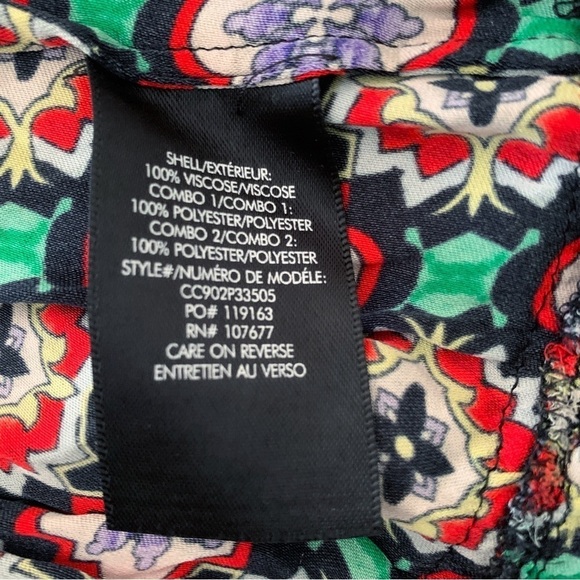 SHELL/EXTÉRIEUR:
100% VISCOSE/VISCOSE
COMBO 1/COMBO 1:
100% POLYESTER/POLYESTER
COMBO 2/COMBO 2:
100% POLYESTER/POLYESTER
STYLE#/NUMÉRO DE MODÉLE:
CC902P33505
PO# 119163
RN# 107677
CARE ON REVERSE
ENTRETIEN AU VERSO